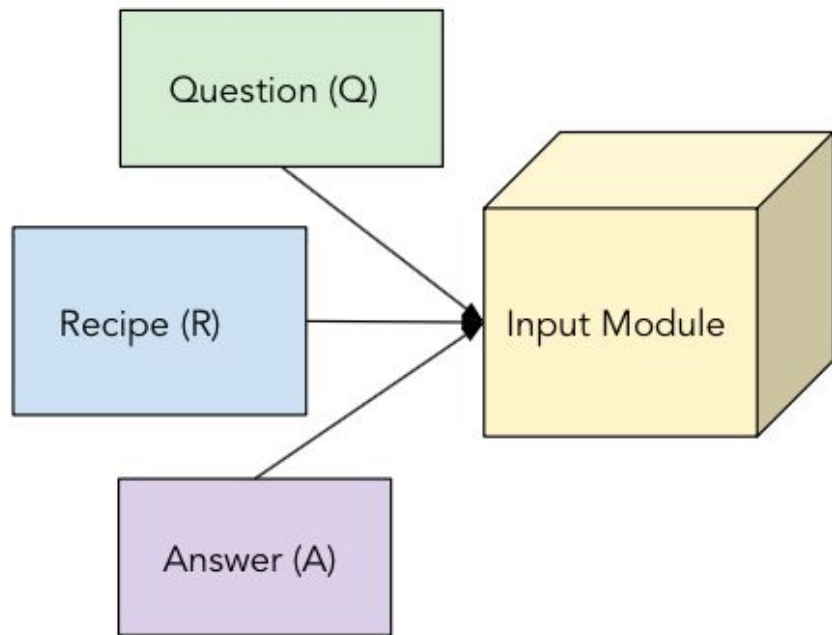 Question (Q)
Recipe (R)
Input Module
Answer (A)